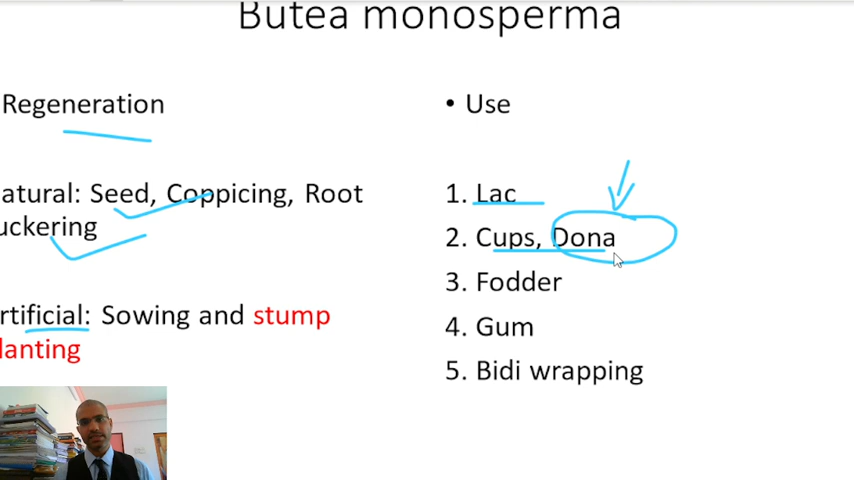 Butea monosperma
Regeneration
atural: Seed, Coppicing, Root
uckering
rtificial: Sowing and stump
lanting
• Use
1. Lac
2. Cups, Dona
3. Fodder
4. Gum
5. Bidi wrapping